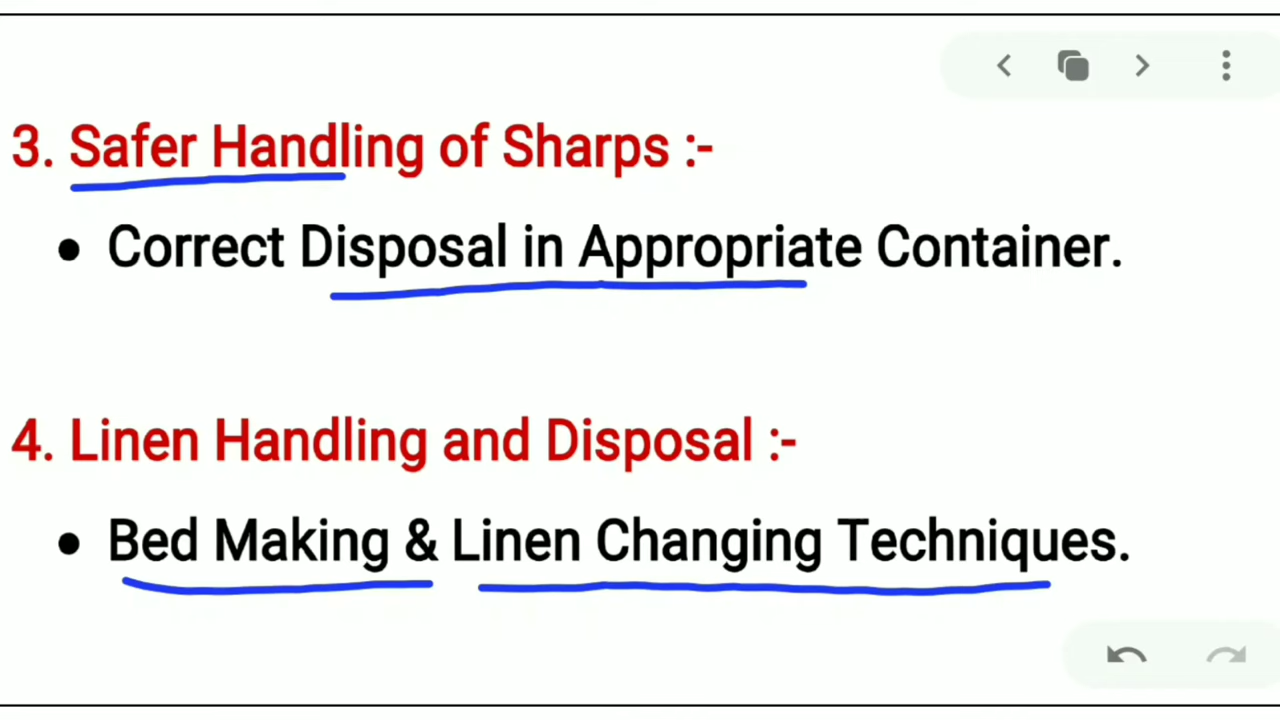 3. Safer Handling of Sharps :-
• Correct Disposal in Appropriate Container.
4. Linen Handling and Disposal :-
• Bed Making & Linen Changing Techniques.